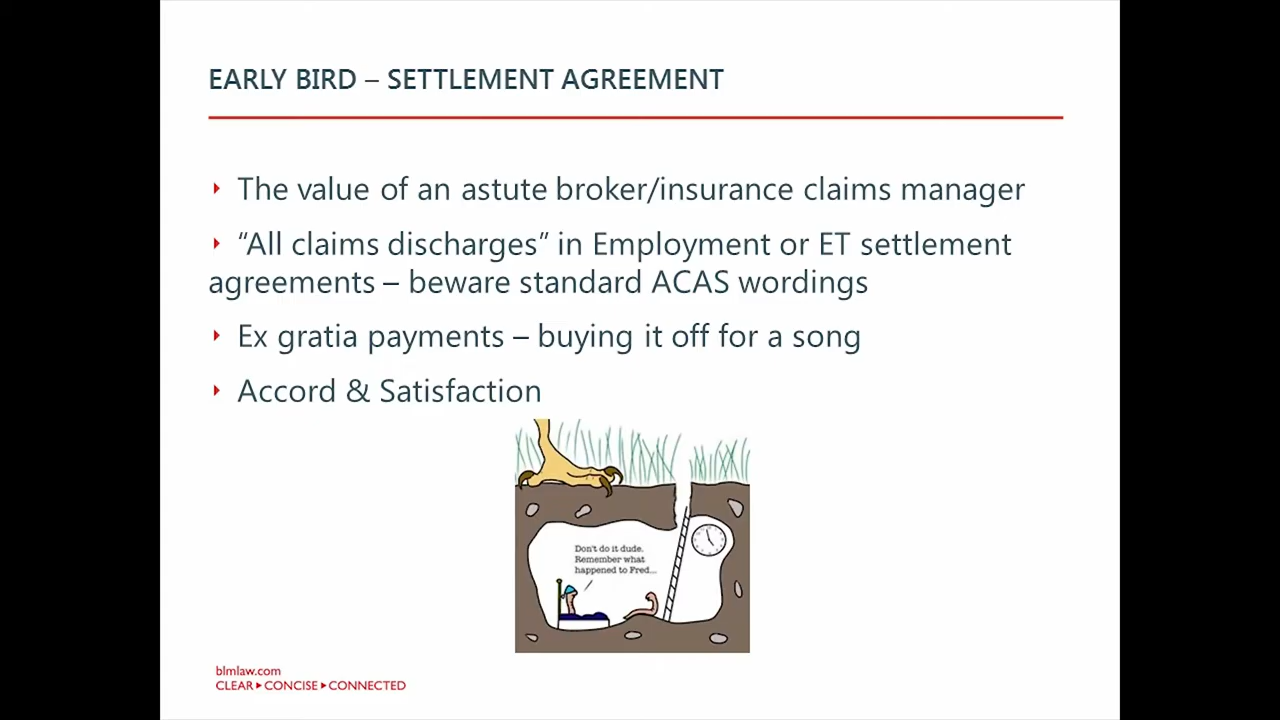 EARLY BIRD – SETTLEMENT AGREEMENT
The value of an astute broker/insurance claims manager
“All claims discharges” in Employment or ET settlement
agreements – beware standard ACAS wordings
Ex gratia payments – buying it off for a song
Accord & Satisfaction
Don't do it dude.
Remember what
happened to Fred....
blmlaw.com
CLEAR▸CONCISE▸CONNECTED